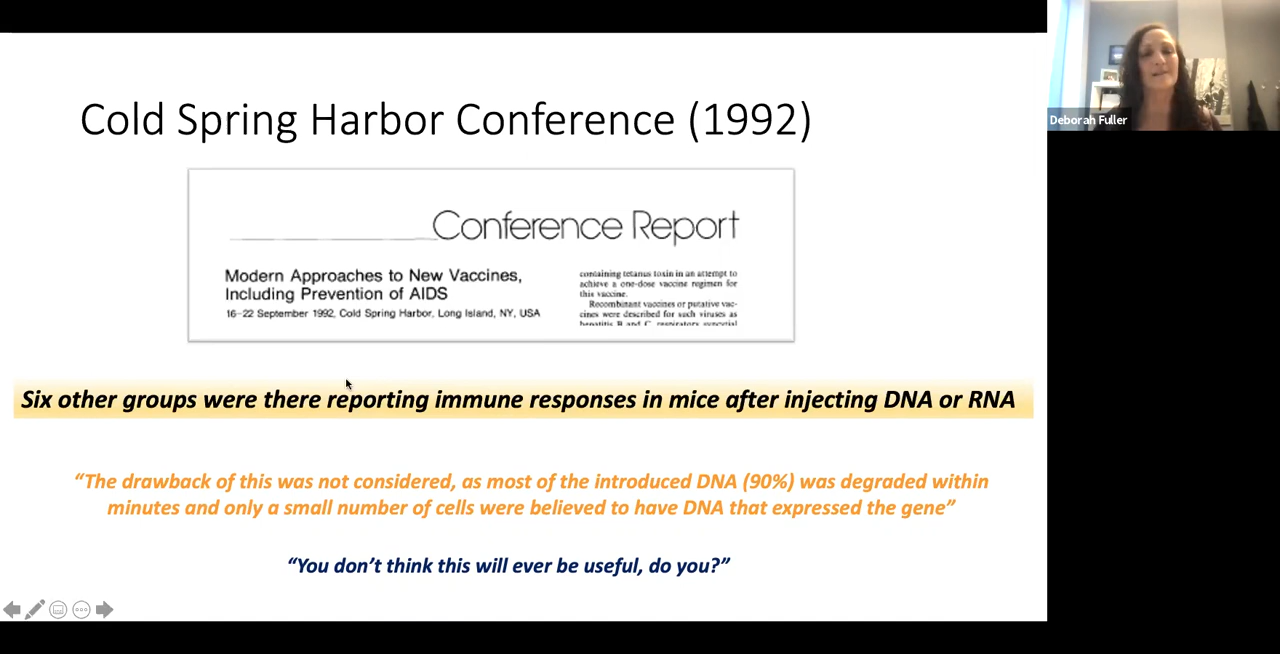 Cold Spring Harbor Conference (1992)
Conference Report
Modern Approaches to New Vaccines,
Including Prevention of AIDS
16–22 September 1992, Cold Spring Harbor, Long Island, NY, USA
containing tetanus toxin in an attempt to
achieve a one-dose vaccine regimen for
this vaccine.
Recombinant vaccines or putative vac-
cines were described for such viruses as
hepatitis B and C, respiratory syncytial
Six other groups were there reporting immune responses in mice after injecting DNA or RNA
“The drawback of this was not considered, as most of the introduced DNA (90%) was degraded within
minutes and only a small number of cells were believed to have DNA that expressed the gene”
“You don’t think this will ever be useful, do you?”
Deborah Fuller